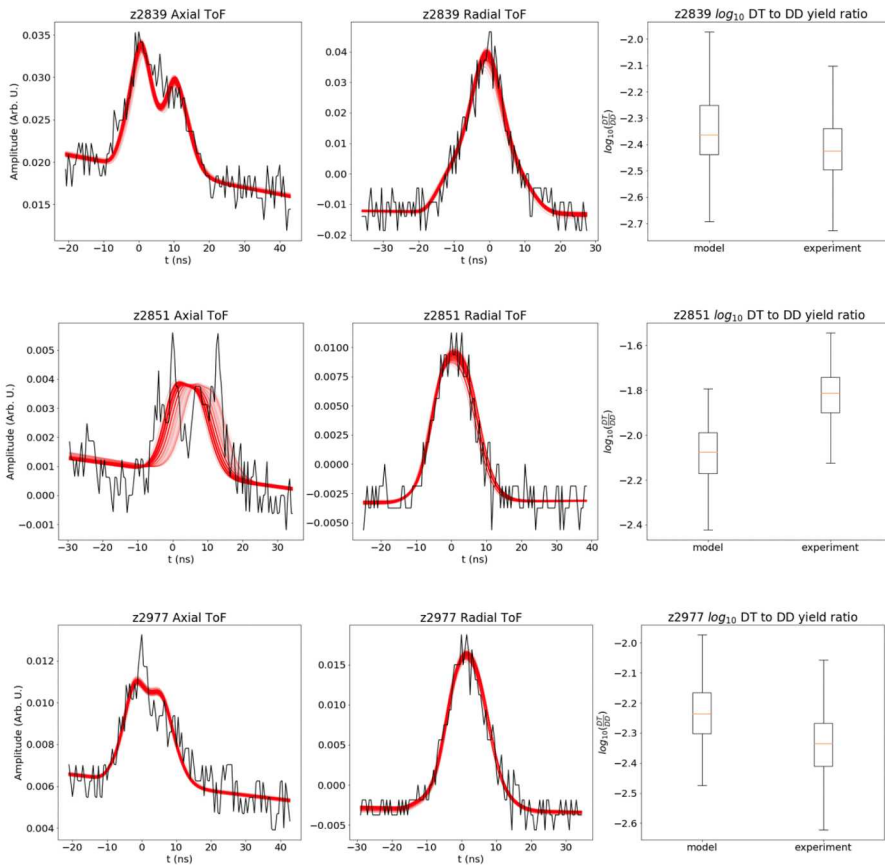 z2839 Axial ToF
Amplitude (Arb. U.)
0.035
0.030
0.025
0.020
0.015
−20 −10 0 10 20 30 40
t (ns)
z2839 Radial ToF
0.04
0.03
0.02
0.01
0.00
−0.01
−0.02
−30 −20 −10 0 10 20 30
t (ns)
z2839 log10 DT to DD yield ratio
log10(DT/DD)
−2.0
−2.1
−2.2
−2.3
−2.4
−2.5
−2.6
−2.7
model experiment
z2851 Axial ToF
Amplitude (Arb. U.)
0.005
0.004
0.003
0.002
0.001
0.000
−0.001
−30 −20 −10 0 10 20 30
t (ns)
z2851 Radial ToF
0.0100
0.0075
0.0050
0.0025
0.0000
−0.0025
−0.0050
−20 −10 0 10 20 30 40
t (ns)
z2851 log10 DT to DD yield ratio
log10(DT/DD)
−1.6
−1.8
−2.0
−2.2
−2.4
model experiment
z2977 Axial ToF
Amplitude (Arb. U.)
0.012
0.010
0.008
0.006
0.004
−20 −10 0 10 20 30 40
t (ns)
z2977 Radial ToF
0.015
0.010
0.005
0.000
−0.005
−30 −20 −10 0 10 20 30
t (ns)
z2977 log10 DT to DD yield ratio
log10(DT/DD)
−2.0
−2.1
−2.2
−2.3
−2.4
−2.5
−2.6
model experiment